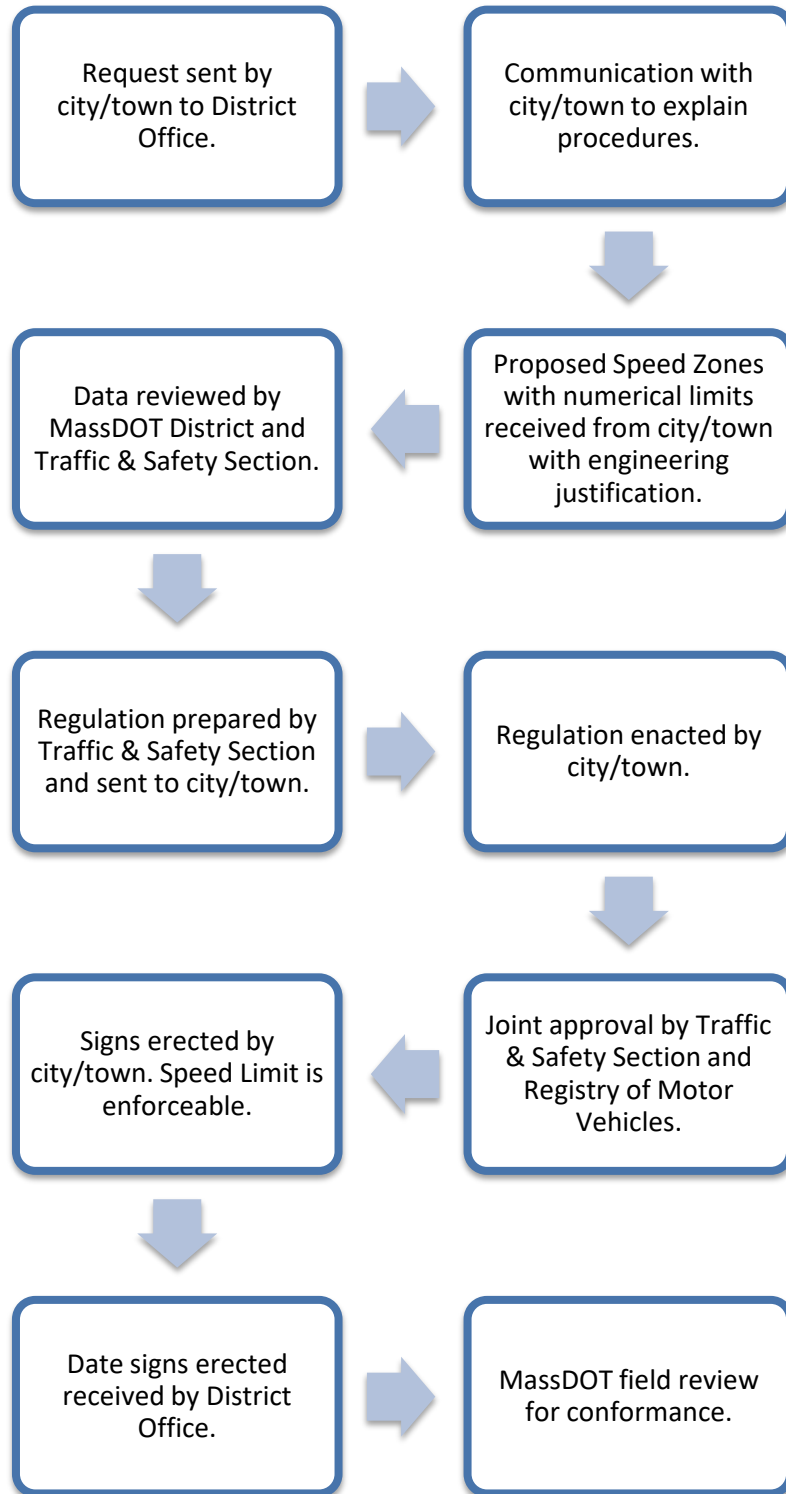 Request sent by
city/town to District
Office.
Communication with
city/town to explain
procedures.
Proposed Speed Zones
with numerical limits
received from city/town
with engineering
justification.
Data reviewed by
MassDOT District and
Traffic & Safety Section.
Regulation prepared by
Traffic & Safety Section
and sent to city/town.
Regulation enacted by
city/town.
Joint approval by Traffic
& Safety Section and
Registry of Motor
Vehicles.
Signs erected by
city/town. Speed Limit is
enforceable.
Date signs erected
received by District
Office.
MassDOT field review
for conformance.